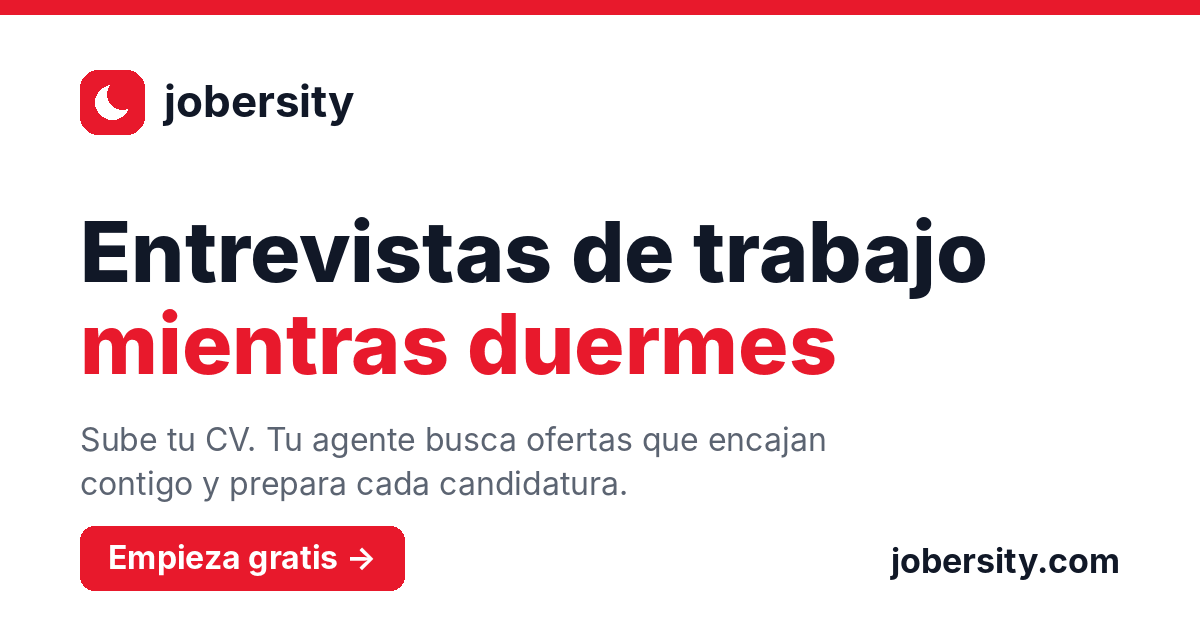 jobersity
Entrevistas de trabajo
mientras duermes
Sube tu CV. Tu agente busca ofertas que encajan
contigo y prepara cada candidatura.
Empieza gratis →
jobersity.com